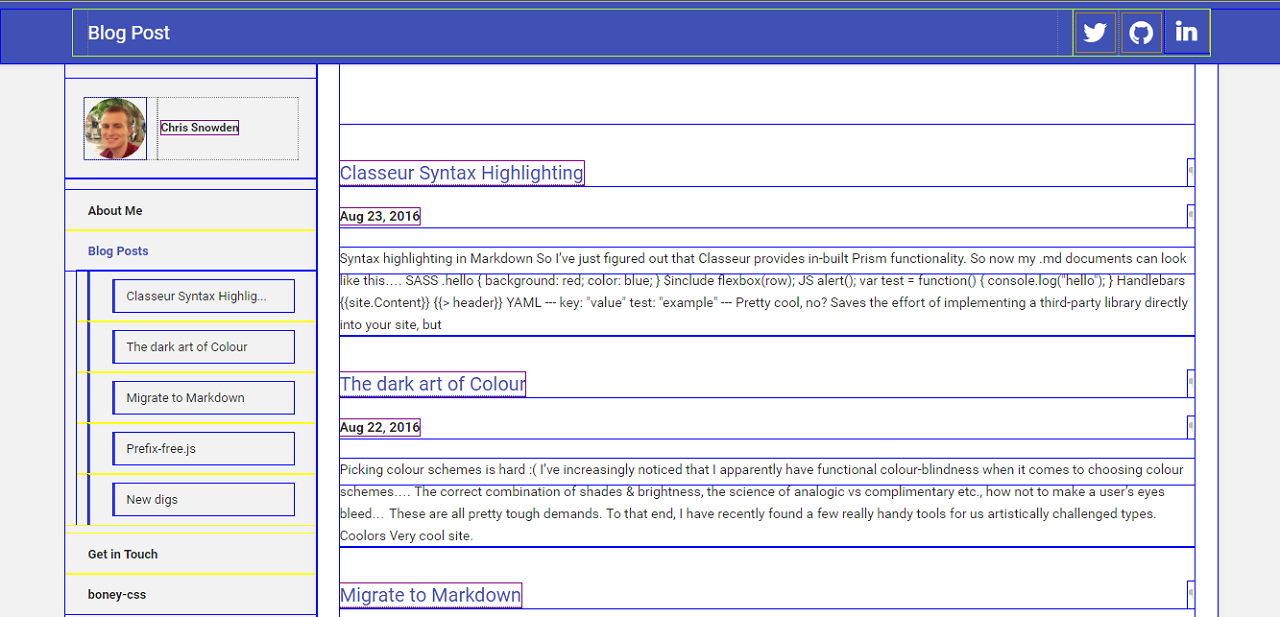 Blog Post
Chris Snowden
About Me
Blog Posts
Classeur Syntax Highlig...
The dark art of Colour
Migrate to Markdown
Prefix-free.js
New digs
Get in Touch
boney-css
Classeur Syntax Highlighting
Aug 23, 2016
Syntax highlighting in Markdown So I've just figured out that Classeur provides in-built Prism functionality. So now my .md documents can look
like this.... SASS .hello { background: red; color: blue; } $include flexbox(row); JS alert(); var test = function() { console.log("hello"); } Handlebars
{{site.Content}} {{> header}} YAML --- key: "value" test: "example" --- Pretty cool, no? Saves the effort of implementing a third-party library directly
into your site, but
The dark art of Colour
Aug 22, 2016
Picking colour schemes is hard :( I've increasingly noticed that I apparently have functional colour-blindness when it comes to choosing colour
schemes.... The correct combination of shades & brightness, the science of analogic vs complimentary etc., how not to make a user's eyes
bleed... These are all pretty tough demands. To that end, I have recently found a few really handy tools for us artistically challenged types.
Coolors Very cool site.
Migrate to Markdown